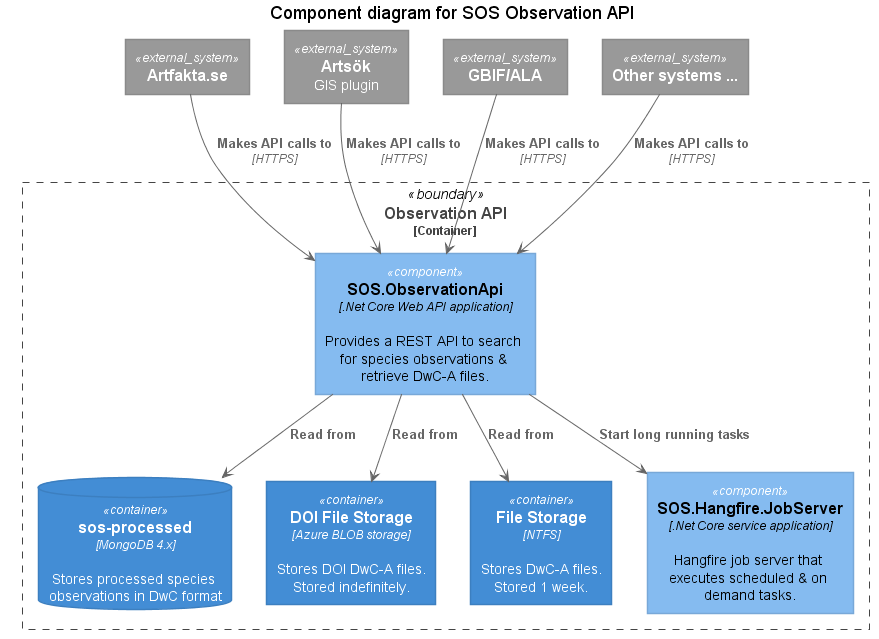 Component diagram for SOS Observation API
«external_system»
Artfakta.se
«external_system»
Artsök
GIS plugin
«external_system»
GBIF/ALA
«external_system»
Other systems ...
Makes API calls to
[HTTPS]
Makes API calls to
[HTTPS]
Makes API calls to
[HTTPS]
Makes API calls to
[HTTPS]
«boundary»
Observation API
[Container]
«component»
SOS.ObservationApi
[.Net Core Web API application]
Provides a REST API to search
for species observations &
retrieve DwC-A files.
Read from
Read from
Read from
Start long running tasks
«container»
sos-processed
[MongoDB 4.x]
Stores processed species
observations in DwC format
«container»
DOI File Storage
[Azure BLOB storage]
Stores DOI DwC-A files.
Stored indefinitely.
«container»
File Storage
[NTFS]
Stores DwC-A files.
Stored 1 week.
«component»
SOS.Hangfire.JobServer
[.Net Core service application]
Hangfire job server that
executes scheduled & on
demand tasks.